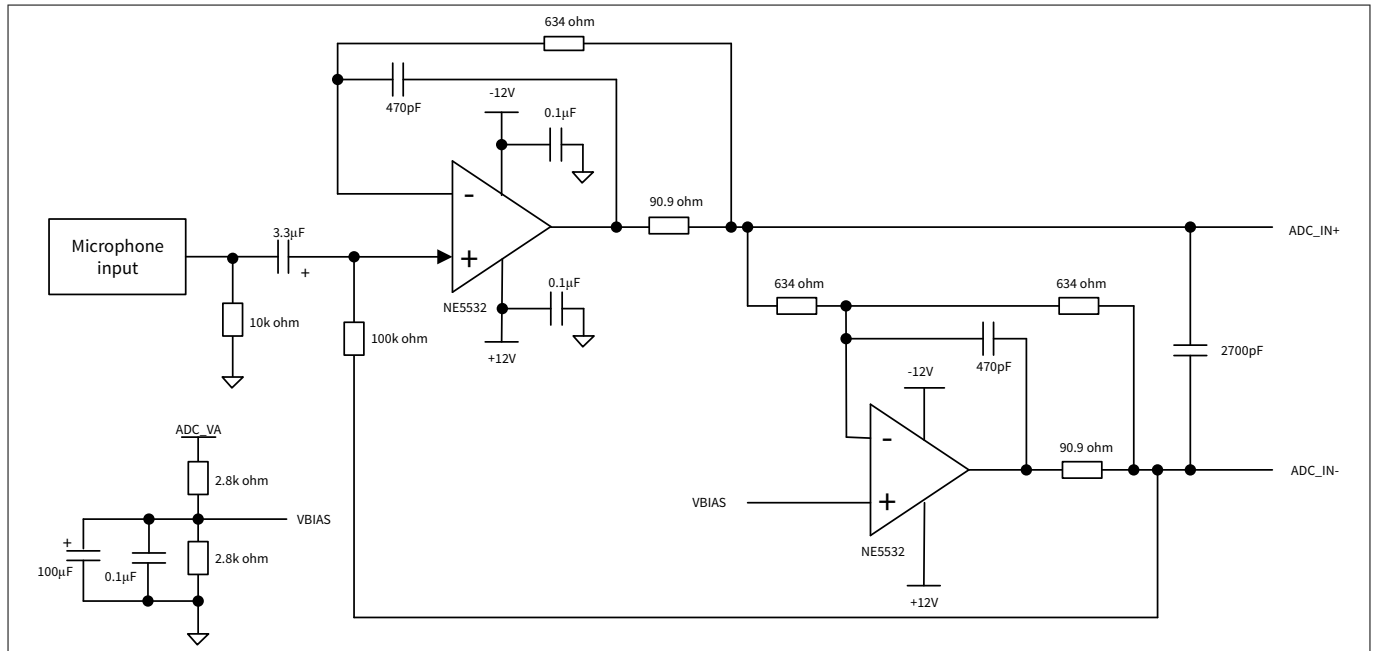 634 ohm
470pF
-12V
0.1µF
90.9 ohm
Microphone
input
3.3µF
+
-
+
ADC_IN+
10k ohm
100k ohm
NE5532
0.1µF
+12V
634 ohm
634 ohm
470pF
2700pF
-12V
ADC_VA
2.8k ohm
VBIAS
+
100µF
0.1µF
2.8k ohm
VBIAS
-
+
90.9 ohm
ADC_IN-
NE5532
+12V